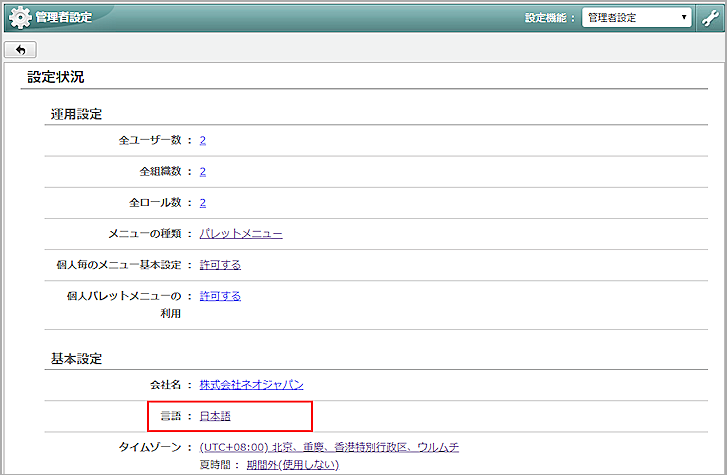 管理者設定
設定機能： 管理者設定
設定状況
運用設定
全ユーザー数 ： 2
全組織数 ： 2
全ロール数 ： 2
メニューの種類 ： パレットメニュー
個人毎のメニュー基本設定 ： 許可する
個人パレットメニューの ： 許可する
利用
基本設定
会社名 ： 株式会社ネオジャパン
言語 ： 日本語
タイムゾーン ： (UTC+08:00) 北京、重慶、香港特別行政区、ウルムチ
夏時間： 期間外(使用しない)